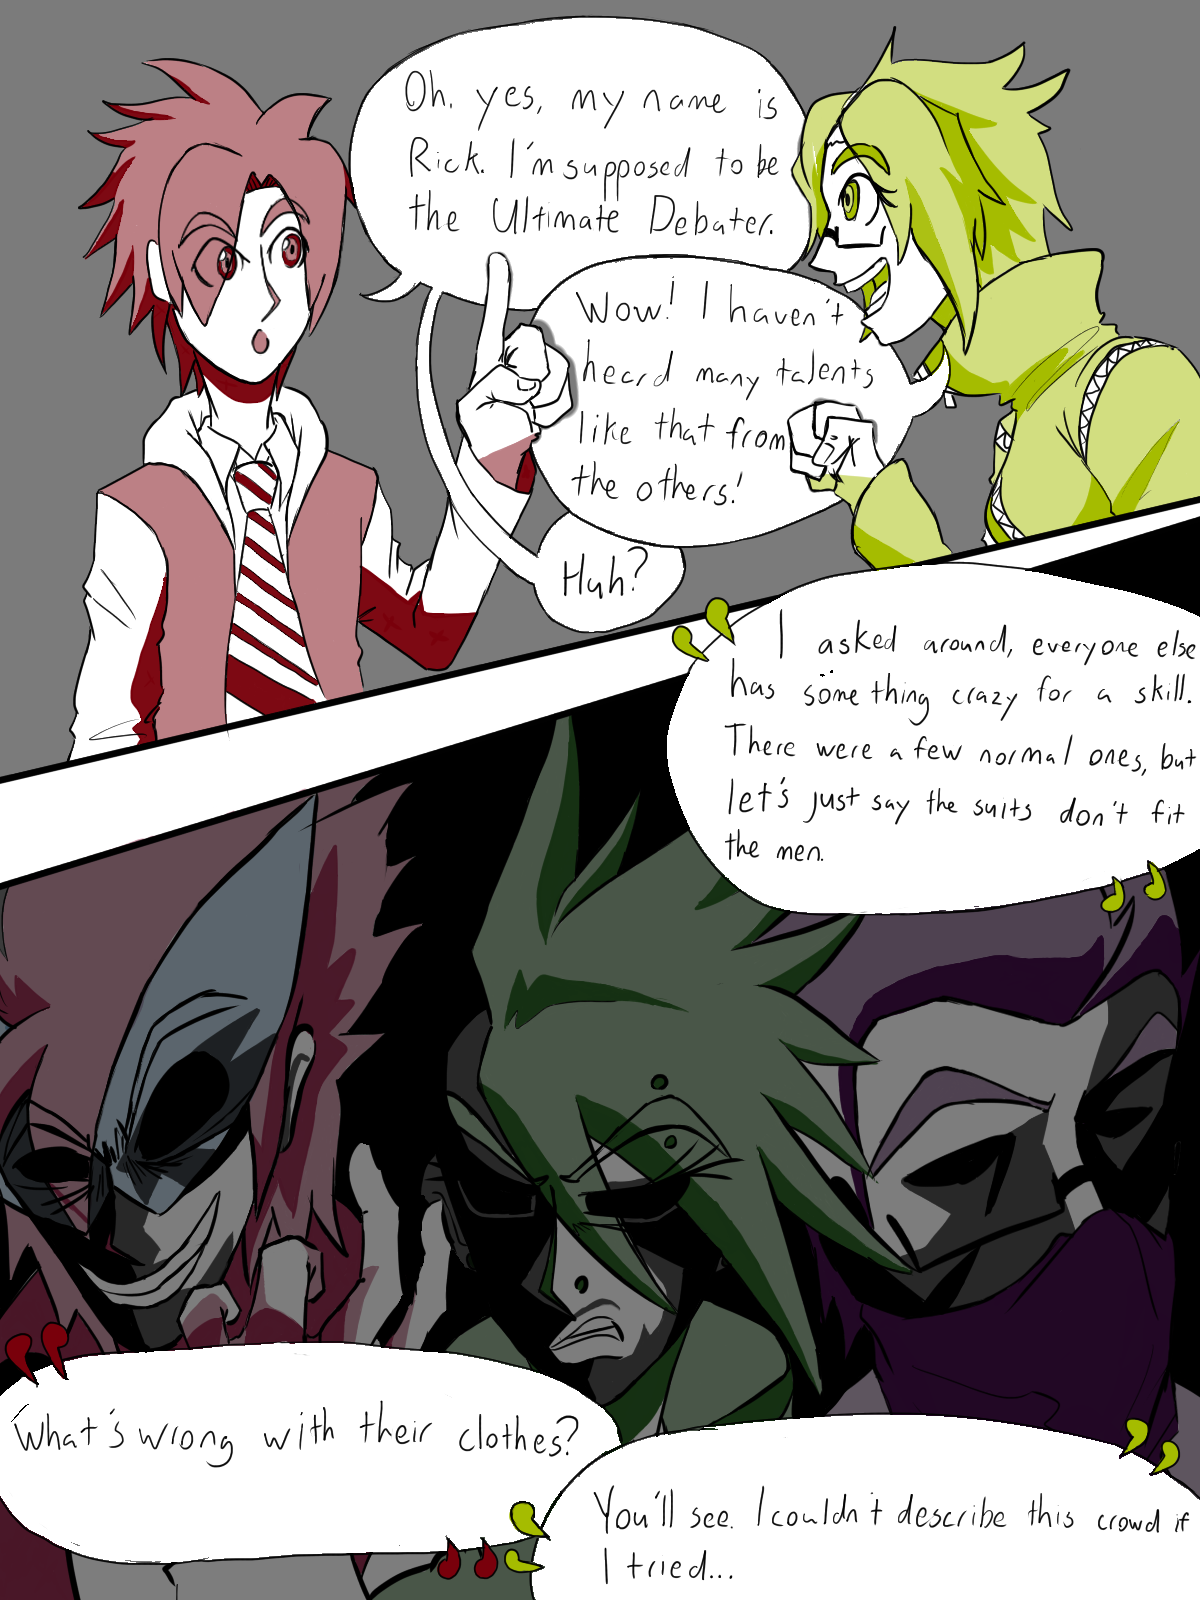 Oh, yes, my name is
Rick. I'm supposed to be
the Ultimate Debater.
Wow! I haven't
heard many talents
like that from
the others!
Huh?
I asked around, everyone else
has something crazy for a skill.
There were a few normal ones, but
let's just say the suits don't fit
the men.
What's wrong with their clothes?
You'll see. I couldn't describe this crowd if
I tried...